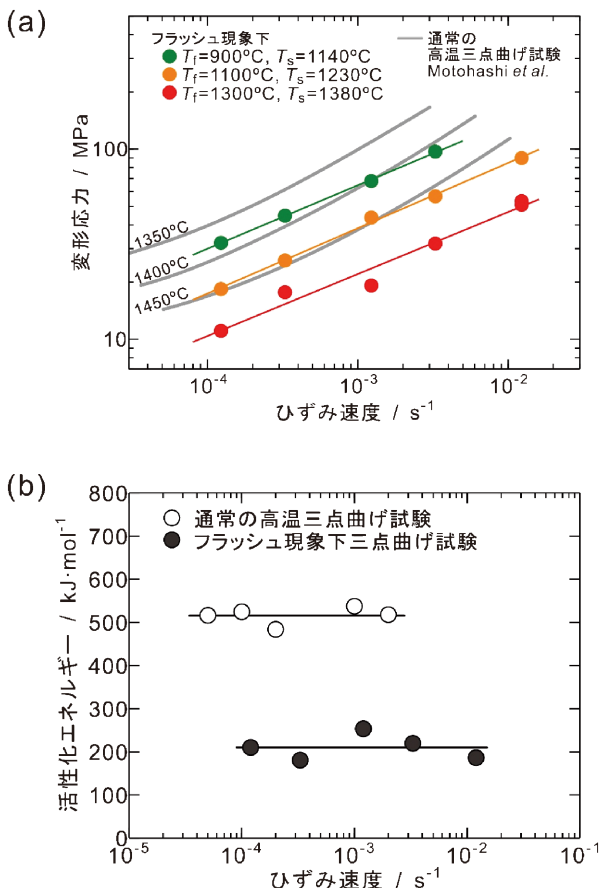 (a)
フラッシュ現象下
Tf=900°C, Ts=1140°C
Tf=1100°C, Ts=1230°C
Tf=1300°C, Ts=1380°C
通常の
高温三点曲げ試験
Motohashi et al.
変形応力 / MPa
100
10
1350°C
1400°C
1450°C
10-4
10-3
10-2
ひずみ速度 / s-1
(b)
活性化エネルギー / kJ·mol-1
800
700
600
500
400
300
200
100
0
通常の高温三点曲げ試験
フラッシュ現象下三点曲げ試験
10-5
10-4
10-3
10-2
10-1
ひずみ速度 / s-1